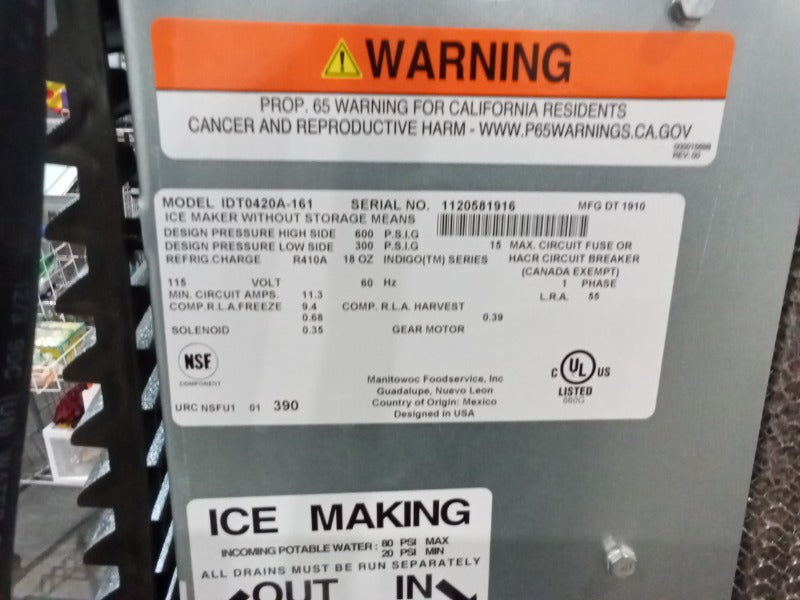 WARNING
PROP. 65 WARNING FOR CALIFORNIA RESIDENTS
CANCER AND REPRODUCTIVE HARM - WWW.P65WARNINGS.CA.GOV
REV. 00
MODEL IDT0420A-161 SERIAL NO. 1120581916 MFG DT 1910
ICE MAKER WITHOUT STORAGE MEANS
DESIGN PRESSURE HIGH SIDE 600 P.S.I.G
DESIGN PRESSURE LOW SIDE 300 P.S.I.G 15 MAX. CIRCUIT FUSE OR
REFRIG.CHARGE R410A 18 OZ INDIGO(TM) SERIES HACR CIRCUIT BREAKER
(CANADA EXEMPT)
115 VOLT 60 Hz 1 PHASE
MIN. CIRCUIT AMPS. 11.3 L.R.A. 55
COMP.R.L.A.FREEZE 9.4 COMP. R.L.A. HARVEST
0.68 0.39
SOLENOID 0.35 GEAR MOTOR
NSF
COMPONENT
C UL US
LISTED
660G
Manitowoc Foodservice, Inc
Guadalupe, Nuevo Leon
Country of Origin: Mexico
Designed in USA
URC NSFU1 01 390
ICE MAKING
INCOMING POTABLE WATER : 80 PSI MAX
20 PSI MIN
ALL DRAINS MUST BE RUN SEPARATELY
OUT IN